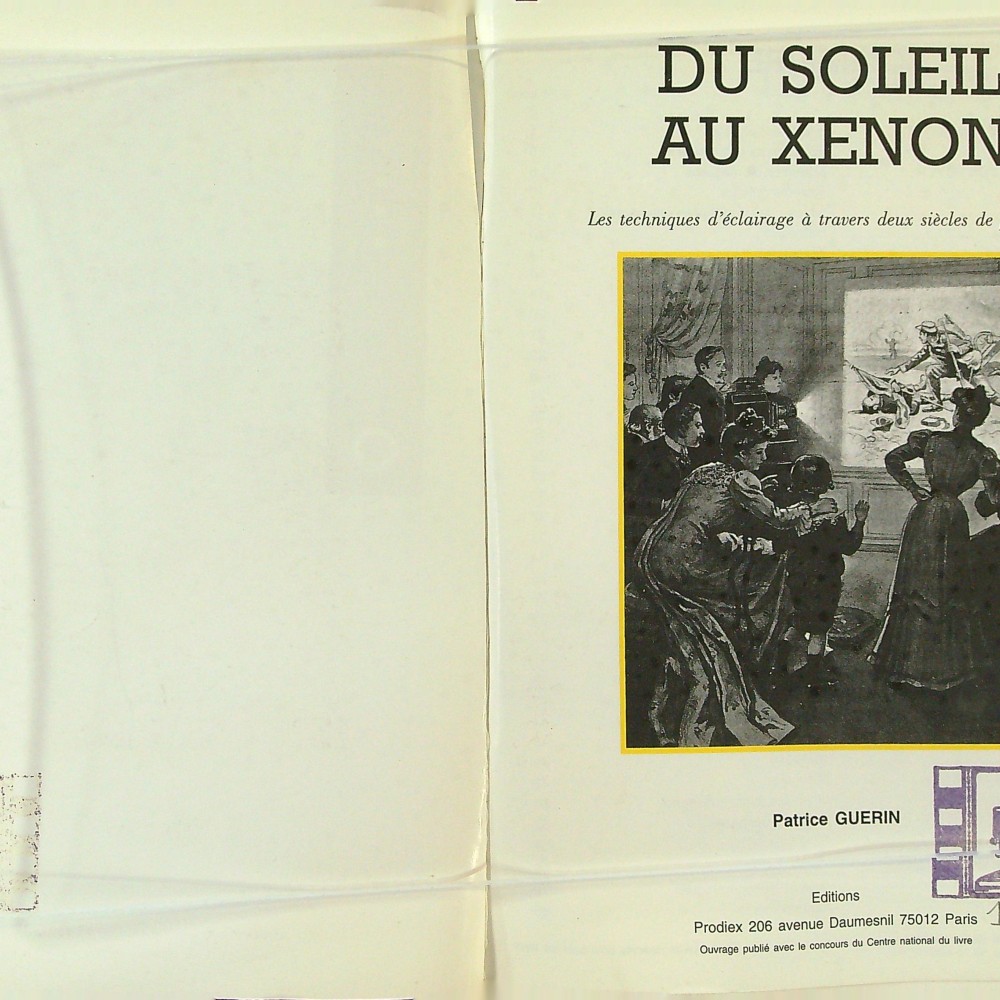 DU SOLEIL
AU XENON
Les techniques d'éclairage à travers deux siècles de
Patrice GUERIN
Editions
Prodiex 206 avenue Daumesnil 75012 Paris
Ouvrage publié avec le concours du Centre national du livre